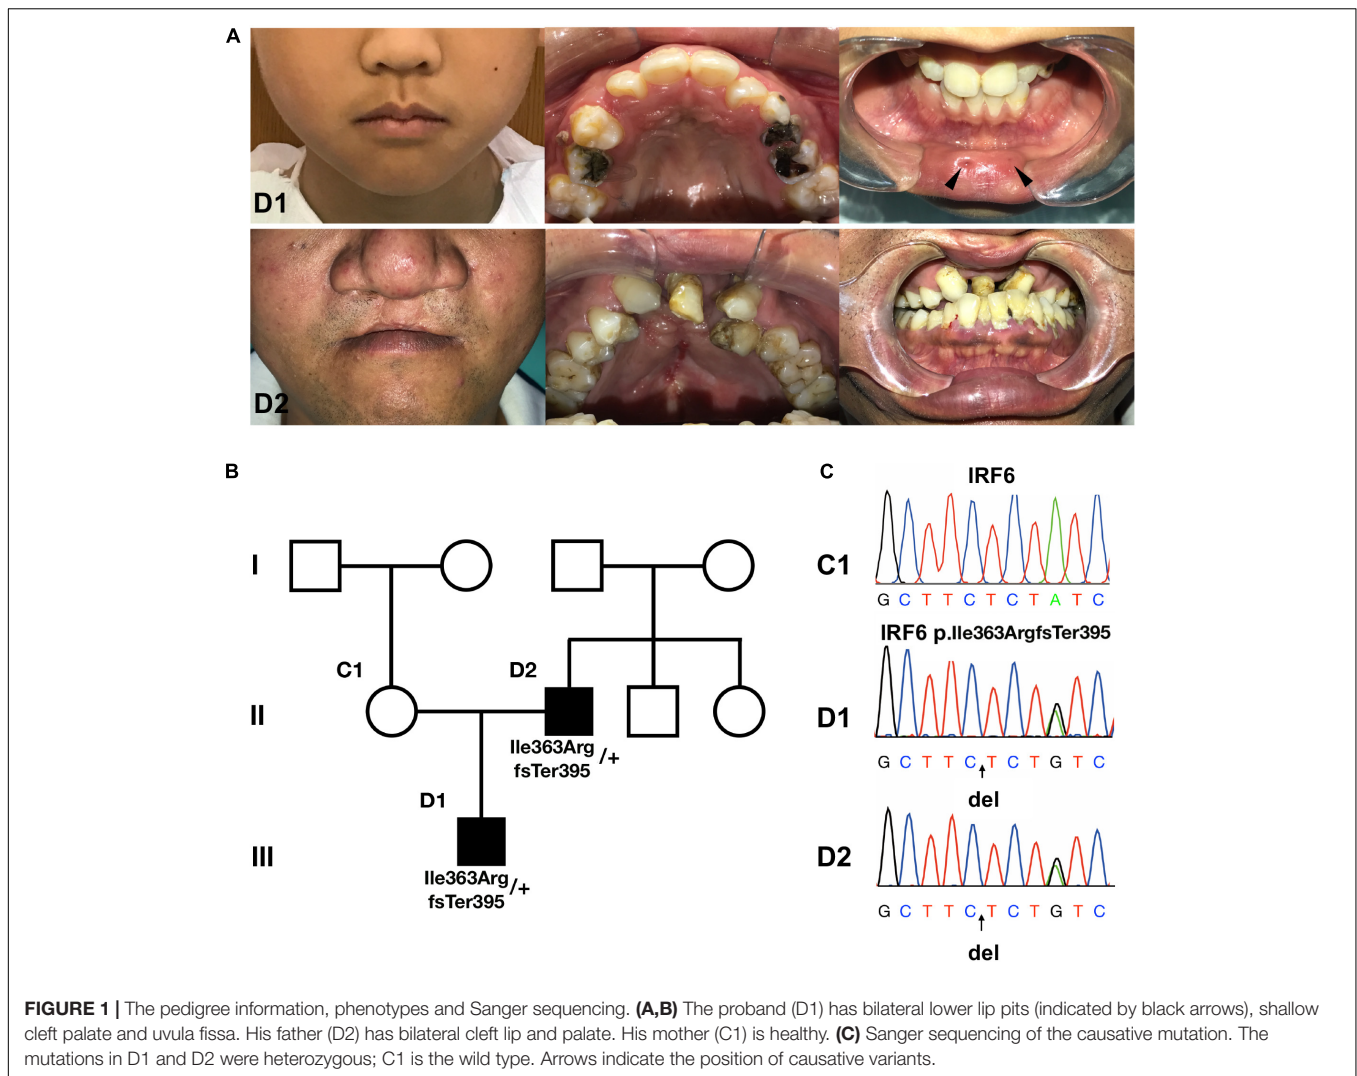 A
D1
D2
B
C
IRF6
I
C1
G C T T C T C T A T C
IRF6 p.Ile363ArgfsTer395
C1
D2
II
D1
Ile363Arg
fsTer395 /+
G C T T C T C T G T C
del
D1
III
D2
Ile363Arg
fsTer395 /+
G C T T C T C T G T C
del
FIGURE 1 | The pedigree information, phenotypes and Sanger sequencing. (A,B) The proband (D1) has bilateral lower lip pits (indicated by black arrows), shallow
cleft palate and uvula fissa. His father (D2) has bilateral cleft lip and palate. His mother (C1) is healthy. (C) Sanger sequencing of the causative mutation. The
mutations in D1 and D2 were heterozygous; C1 is the wild type. Arrows indicate the position of causative variants.